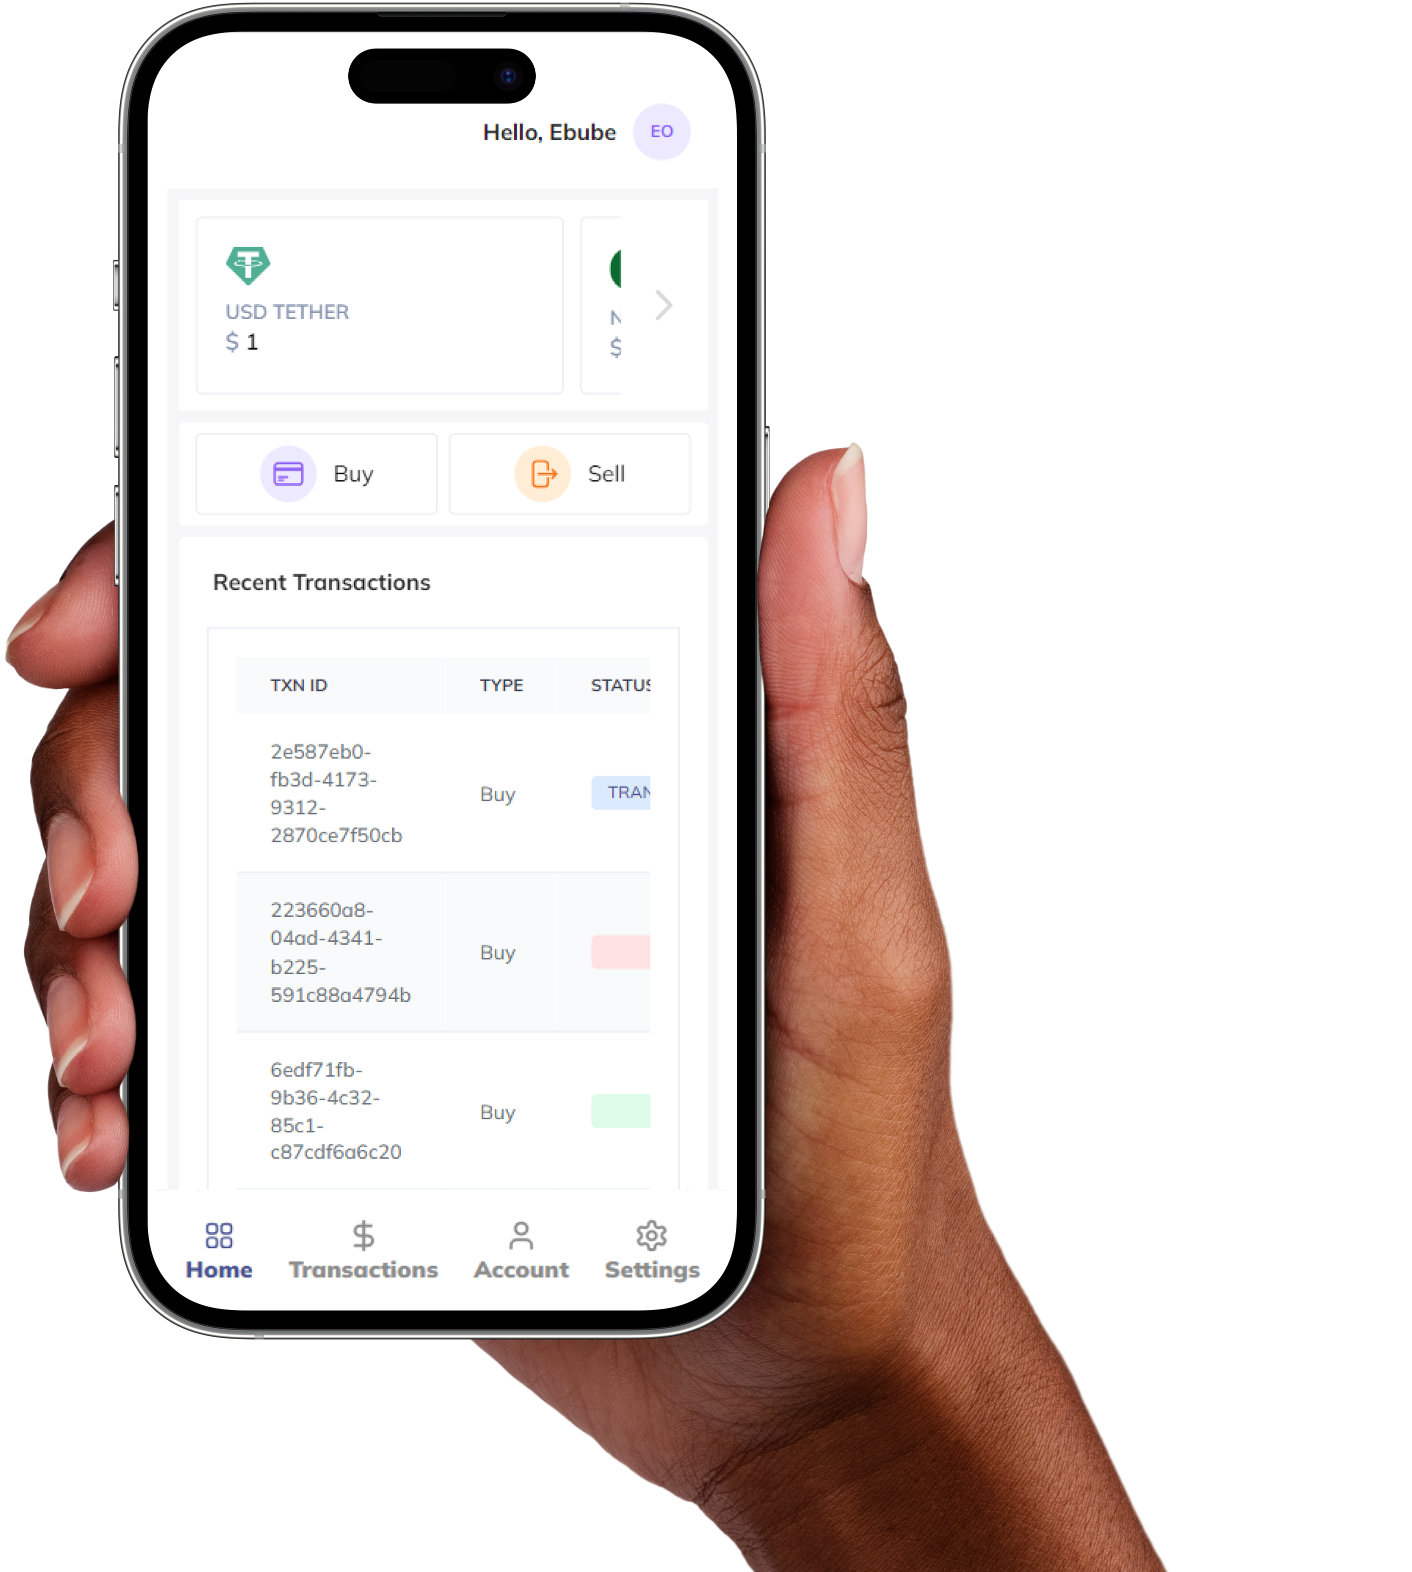 Hello, Ebube
EO
USD TETHER
$ 1
N
$
Buy
Sell
Recent Transactions
TXN ID TYPE STATUS
2e587eb0-
fb3d-4173-
9312-
2870ce7f50cb
Buy
TRAN
223660a8-
04ad-4341-
b225-
591c88a4794b
Buy
6edf71fb-
9b36-4c32-
85c1-
c87cdf6a6c20
Buy
Home Transactions Account Settings